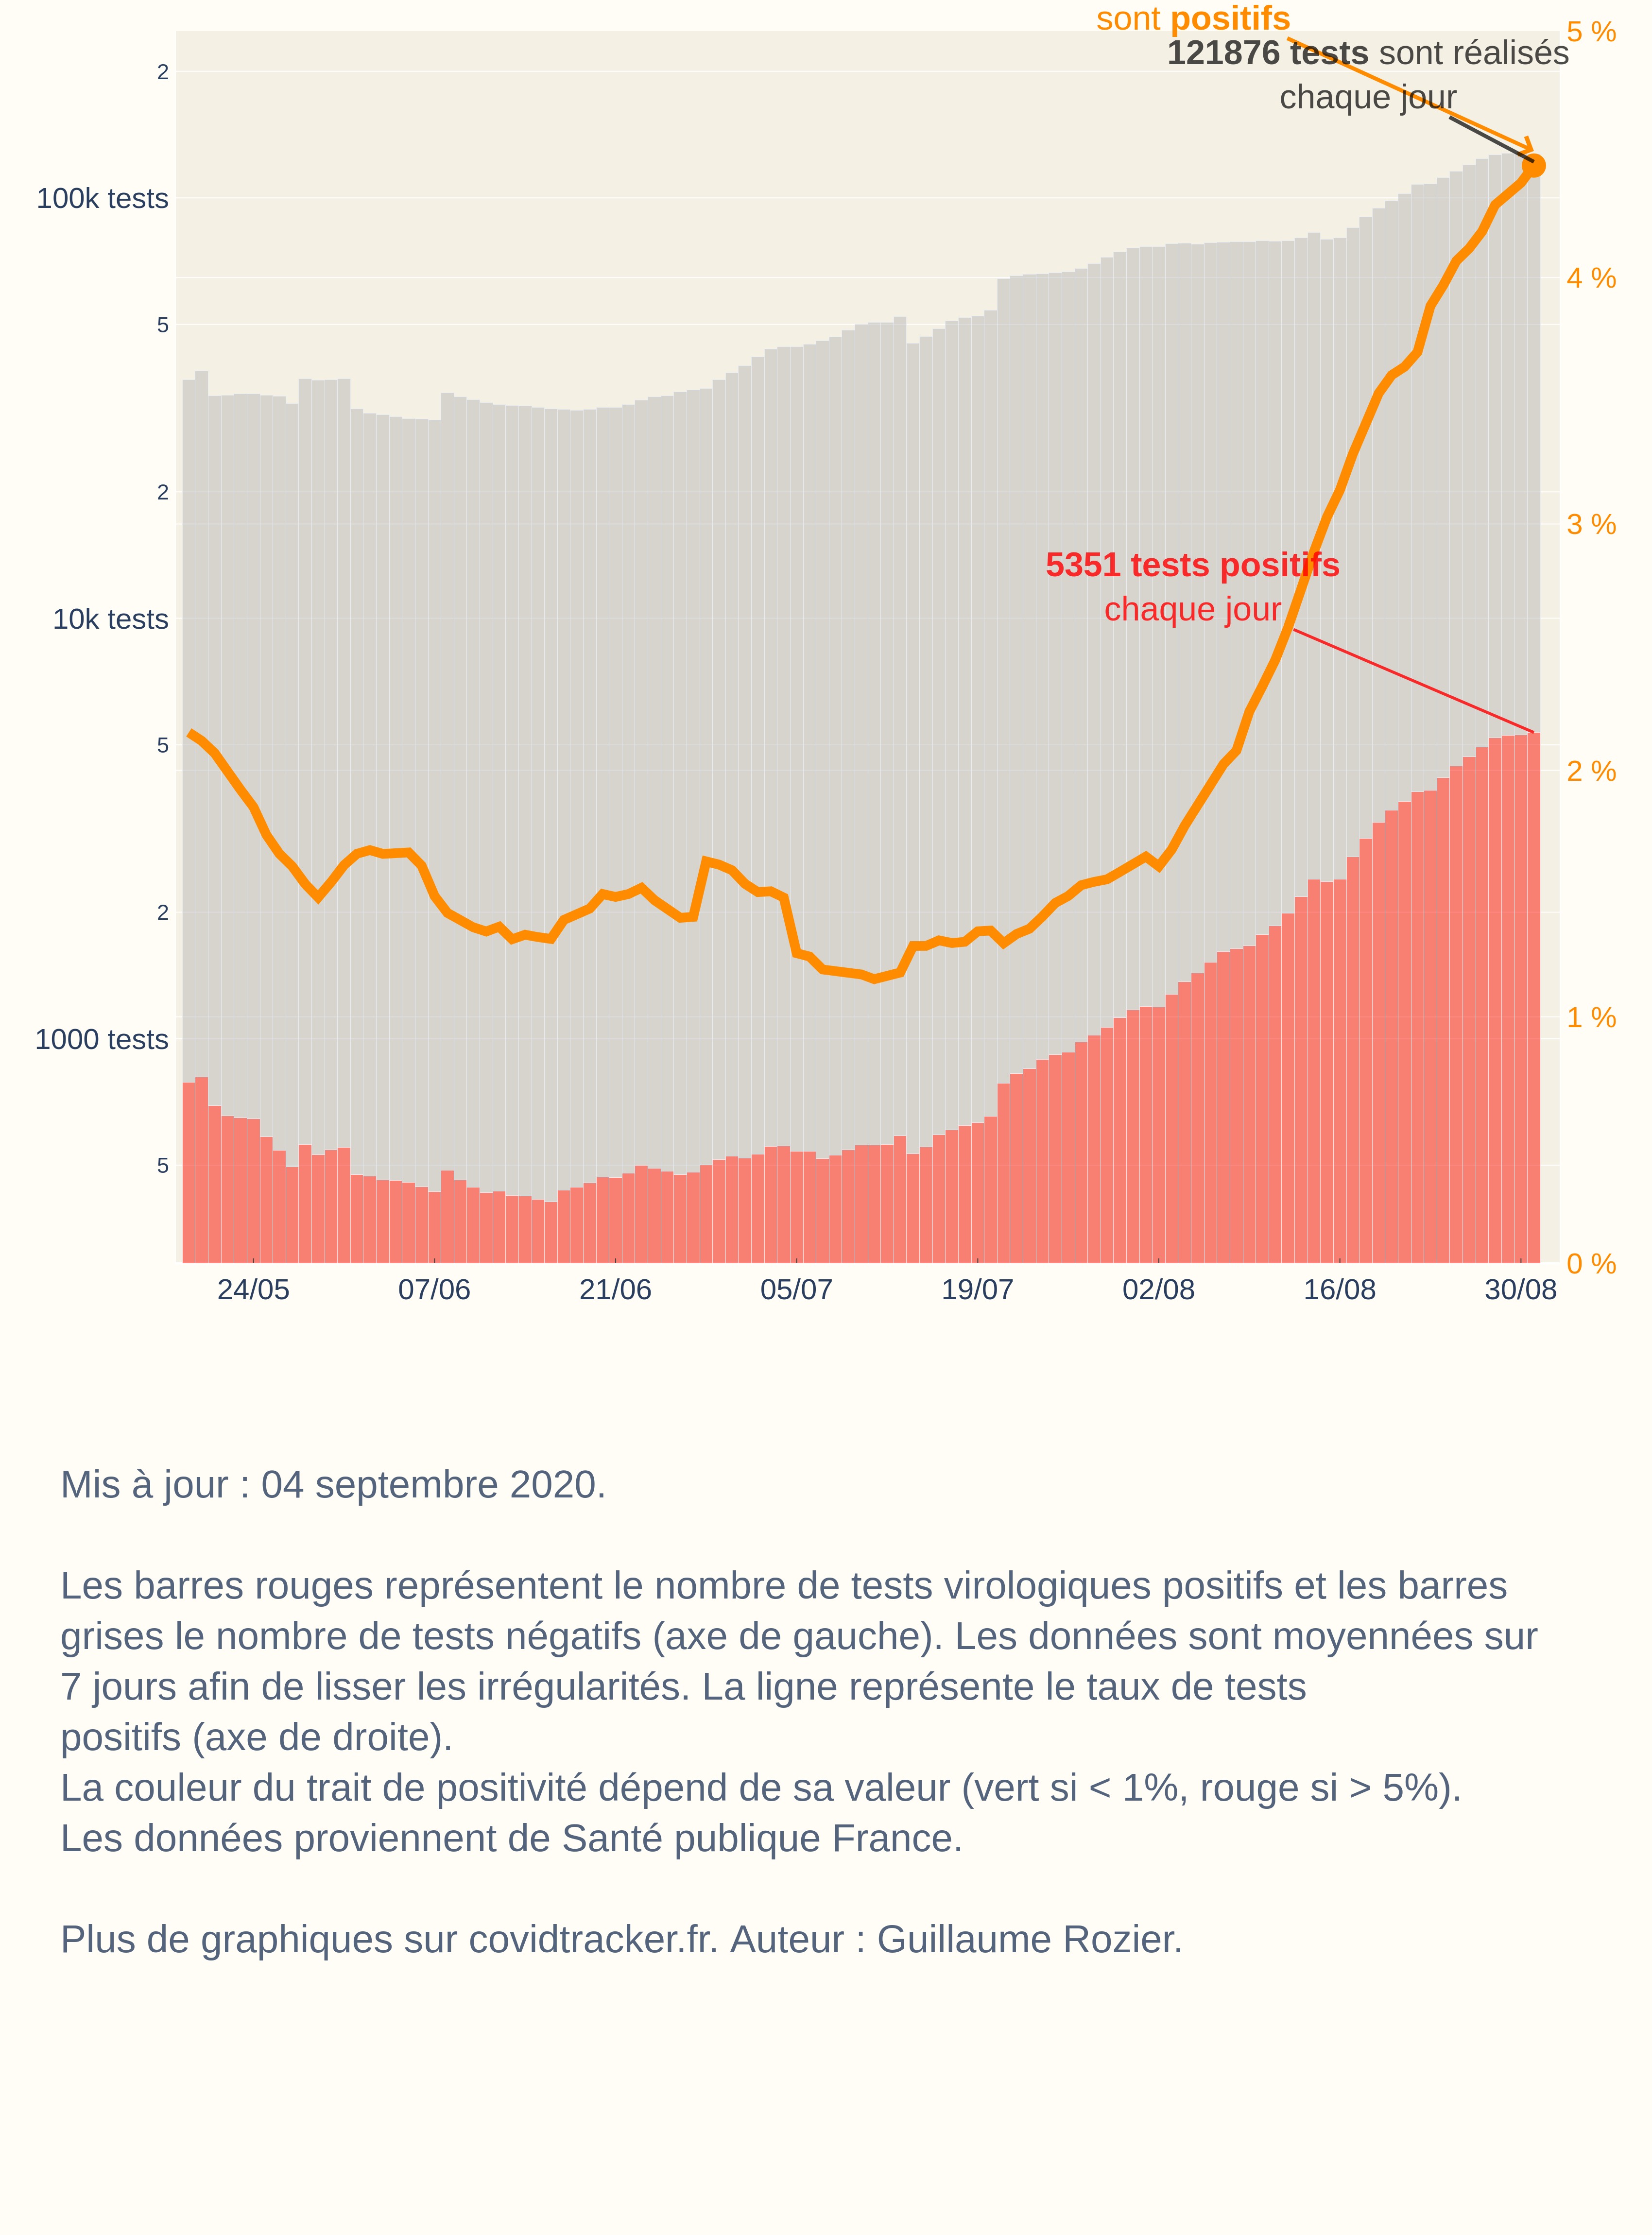 sont positifs
121876 tests sont réalisés
chaque jour
5 %
2
100k tests
4 %
5
2
3 %
5351 tests positifs
chaque jour
10k tests
5
2 %
2
1 %
1000 tests
5
0 %
24/05 07/06 21/06 05/07 19/07 02/08 16/08 30/08
Mis à jour : 04 septembre 2020.
Les barres rouges représentent le nombre de tests virologiques positifs et les barres
grises le nombre de tests négatifs (axe de gauche). Les données sont moyennées sur
7 jours afin de lisser les irrégularités. La ligne représente le taux de tests
positifs (axe de droite).
La couleur du trait de positivité dépend de sa valeur (vert si < 1%, rouge si > 5%).
Les données proviennent de Santé publique France.
Plus de graphiques sur covidtracker.fr. Auteur : Guillaume Rozier.